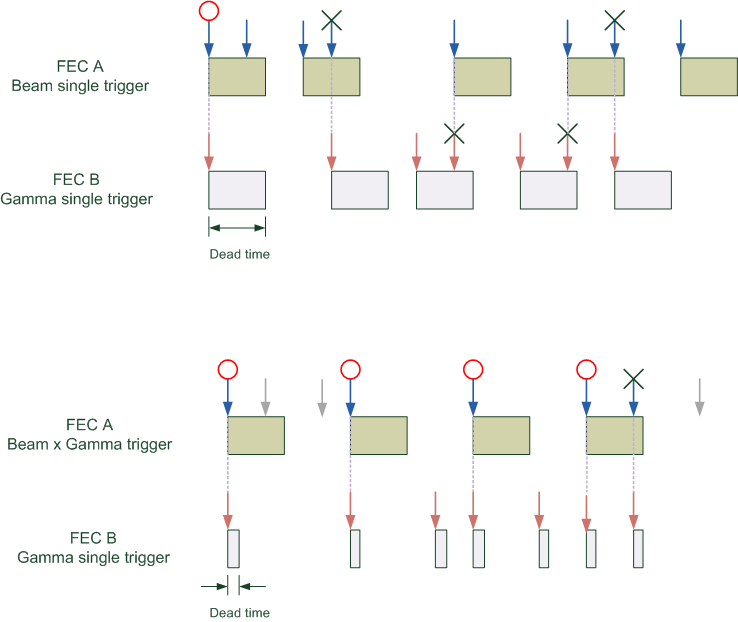 FEC A
Beam single trigger
FEC B
Gamma single trigger
Dead time
FEC A
Beam x Gamma trigger
FEC B
Gamma single trigger
Dead time